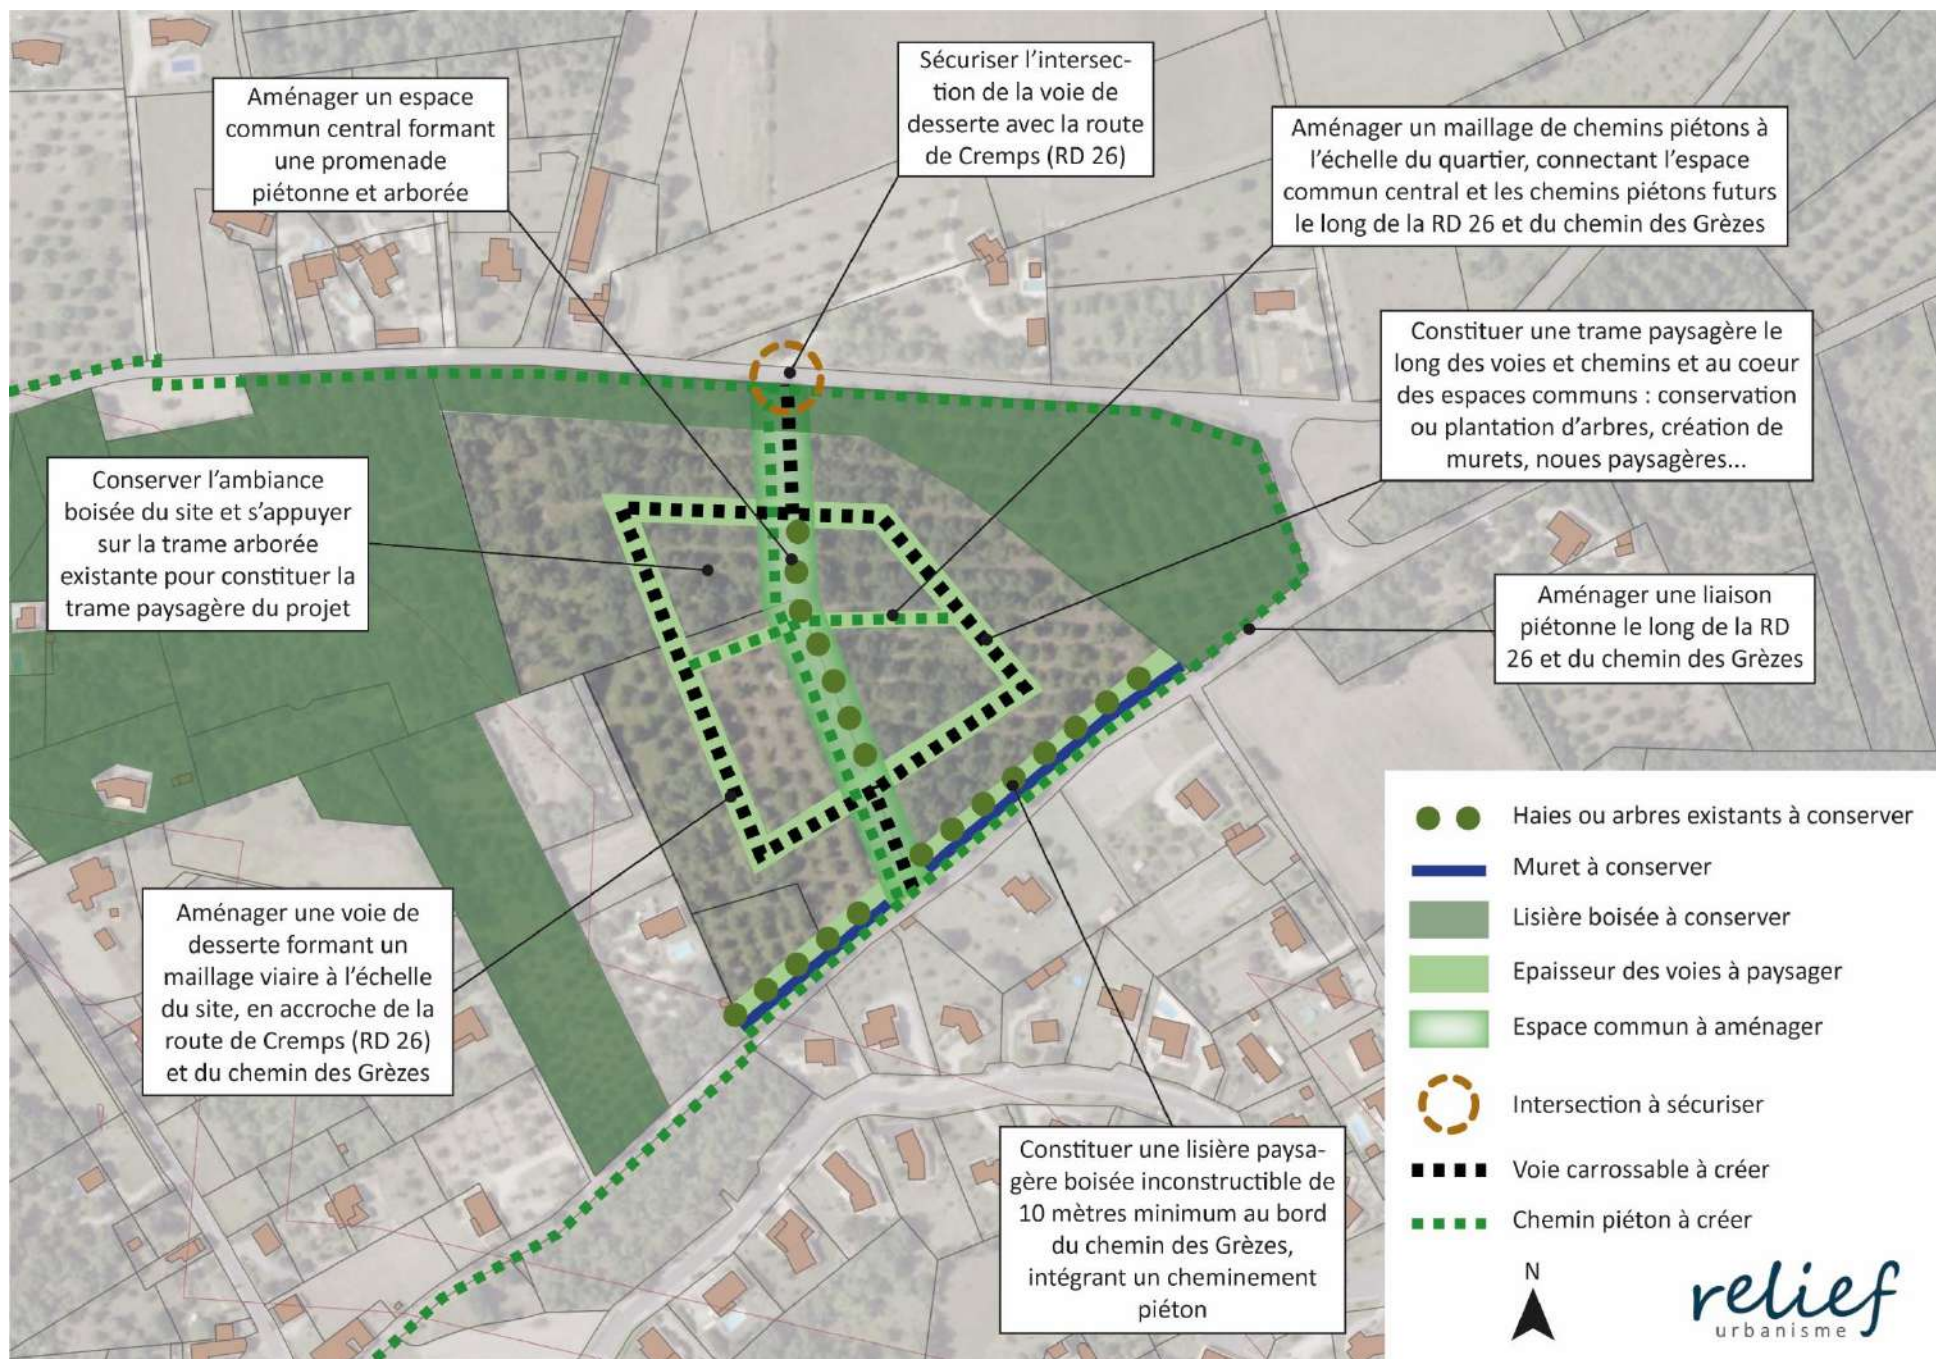 Aménager un espace
commun central formant
une promenade
piétonne et arborée
Sécuriser l'intersec-
tion de la voie de
desserte avec la route
de Cremps (RD 26)
Aménager un maillage de chemins piétons à
l'échelle du quartier, connectant l'espace
commun central et les chemins piétons futurs
le long de la RD 26 et du chemin des Grèzes
Constituer une trame paysagère le
long des voies et chemins et au coeur
des espaces communs : conservation
ou plantation d'arbres, création de
murets, noues paysagères...
Conserver l'ambiance
boisée du site et s'appuyer
sur la trame arborée
existante pour constituer la
trame paysagère du projet
Aménager une liaison
piétonne le long de la RD
26 et du chemin des Grèzes
Aménager une voie de
desserte formant un
maillage viaire à l'échelle
du site, en accroche de la
route de Cremps (RD 26)
et du chemin des Grèzes
Constituer une lisière paysa-
gère boisée inconstructible de
10 mètres minimum au bord
du chemin des Grèzes,
intégrant un cheminement
piéton
Haies ou arbres existants à conserver
Muret à conserver
Lisière boisée à conserver
Epaisseur des voies à paysager
Espace commun à aménager
Intersection à sécuriser
Voie carrossable à créer
Chemin piéton à créer
N
relief
urbanisme